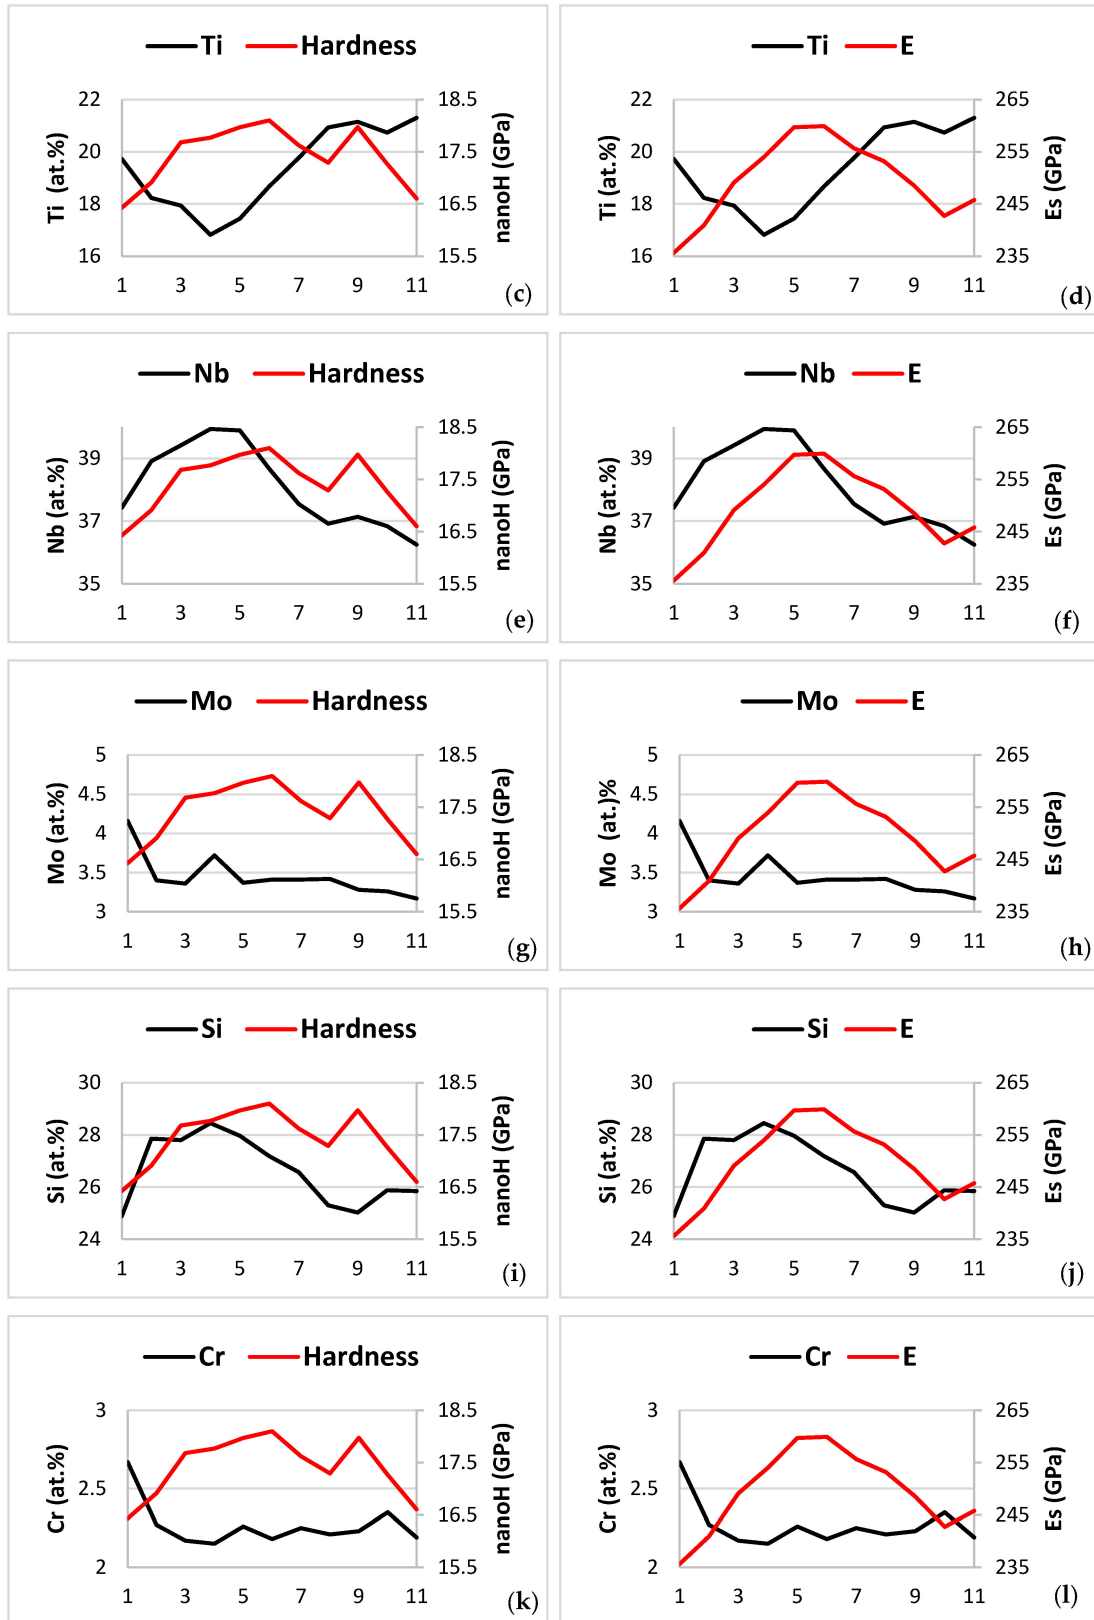 Ti Hardness
Ti (at.%)
22
20
18
16
18.5
17.5
16.5
15.5
nanoH (GPa)
1 3 5 7 9 11
(c)
Ti E
Ti (at.%)
22
20
18
16
265
255
245
235
Es (GPa)
1 3 5 7 9 11
(d)
Nb Hardness
Nb (at.%)
39
37
35
18.5
17.5
16.5
15.5
nanoH (GPa)
1 3 5 7 9 11
(e)
Nb E
Nb (at.%)
39
37
35
265
255
245
235
Es (GPa)
1 3 5 7 9 11
(f)
Mo Hardness
Mo (at.%)
5
4.5
4
3.5
3
18.5
17.5
16.5
15.5
nanoH (GPa)
1 3 5 7 9 11
(g)
Mo E
Mo (at.)%
5
4.5
4
3.5
3
265
255
245
235
Es (GPa)
1 3 5 7 9 11
(h)
Si Hardness
Si (at.%)
30
28
26
24
18.5
17.5
16.5
15.5
nanoH (GPa)
1 3 5 7 9 11
(i)
Si E
Si (at.%)
30
28
26
24
265
255
245
235
Es (GPa)
1 3 5 7 9 11
(j)
Cr Hardness
Cr (at.%)
3
2.5
2
18.5
17.5
16.5
15.5
nanoH (GPa)
1 3 5 7 9 11
(k)
Cr E
Cr (at.%)
3
2.5
2
265
255
245
235
Es (GPa)
1 3 5 7 9 11
(l)